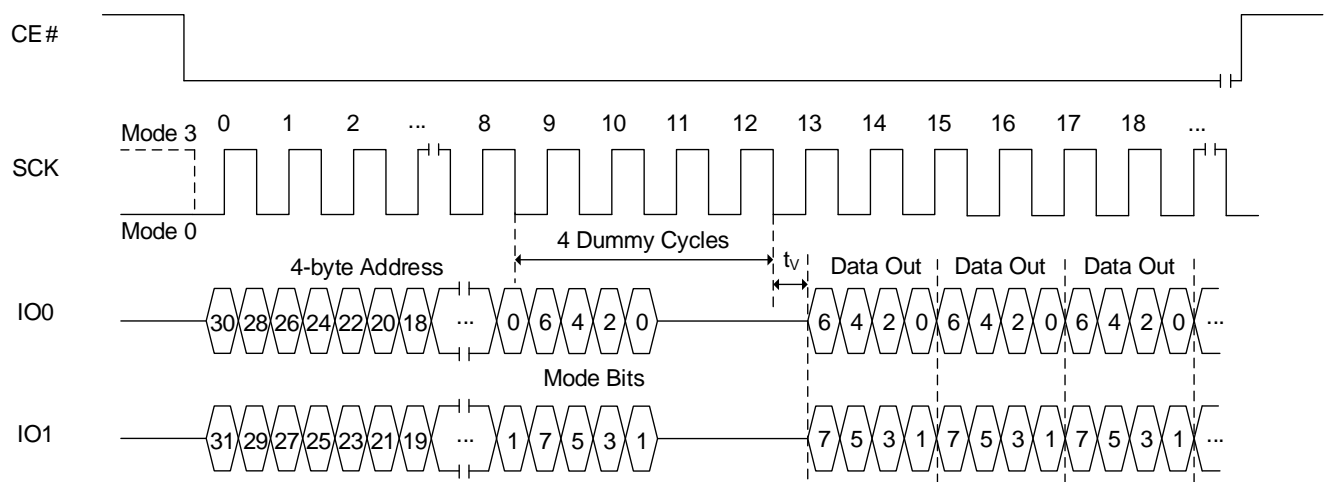 CE#
0 1 2 ... 8 9 10 11 12 13 14 15 16 17 18 ...
Mode 3
SCK
Mode 0
4 Dummy Cycles
4-byte Address
tV
Data Out Data Out Data Out
IO0
30 28 26 24 22 20 18 ... 0 6 4 2 0 6 4 2 0 6 4 2 0 6 4 2 0 ...
Mode Bits
IO1
31 29 27 25 23 21 19 ... 1 7 5 3 1 7 5 3 1 7 5 3 1 7 5 3 1 ...